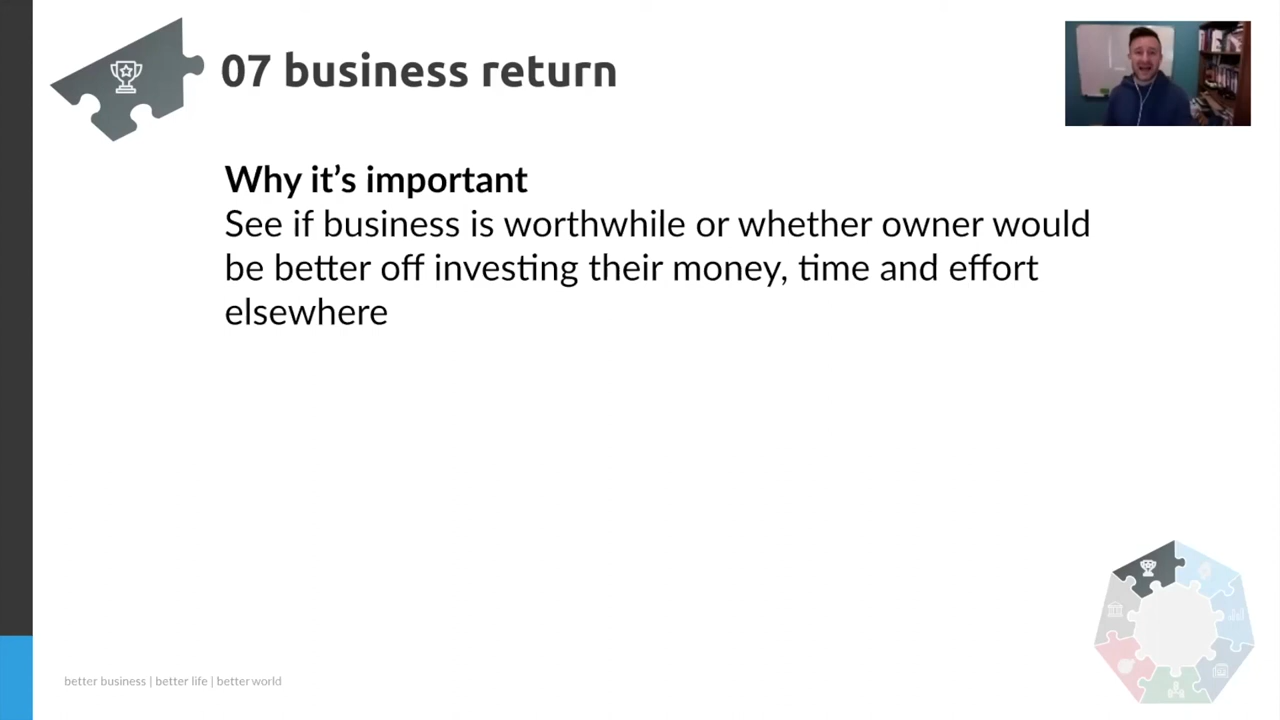 07 business return
Why it's important
See if business is worthwhile or whether owner would
be better off investing their money, time and effort
elsewhere
better business | better life | better world